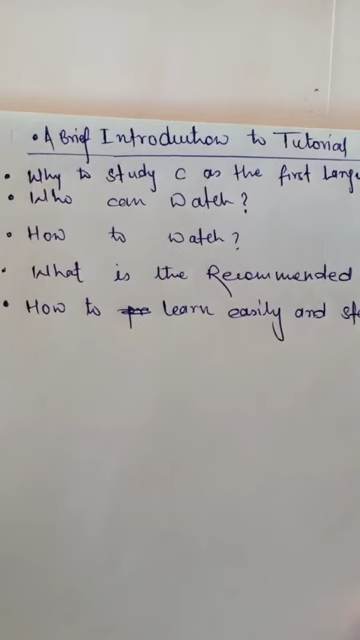 • A Brief Introduction to Tutorial
• Why to study C as the first
• Who can watch?
• How to watch?
• What is the Recommended
• How to learn easily and